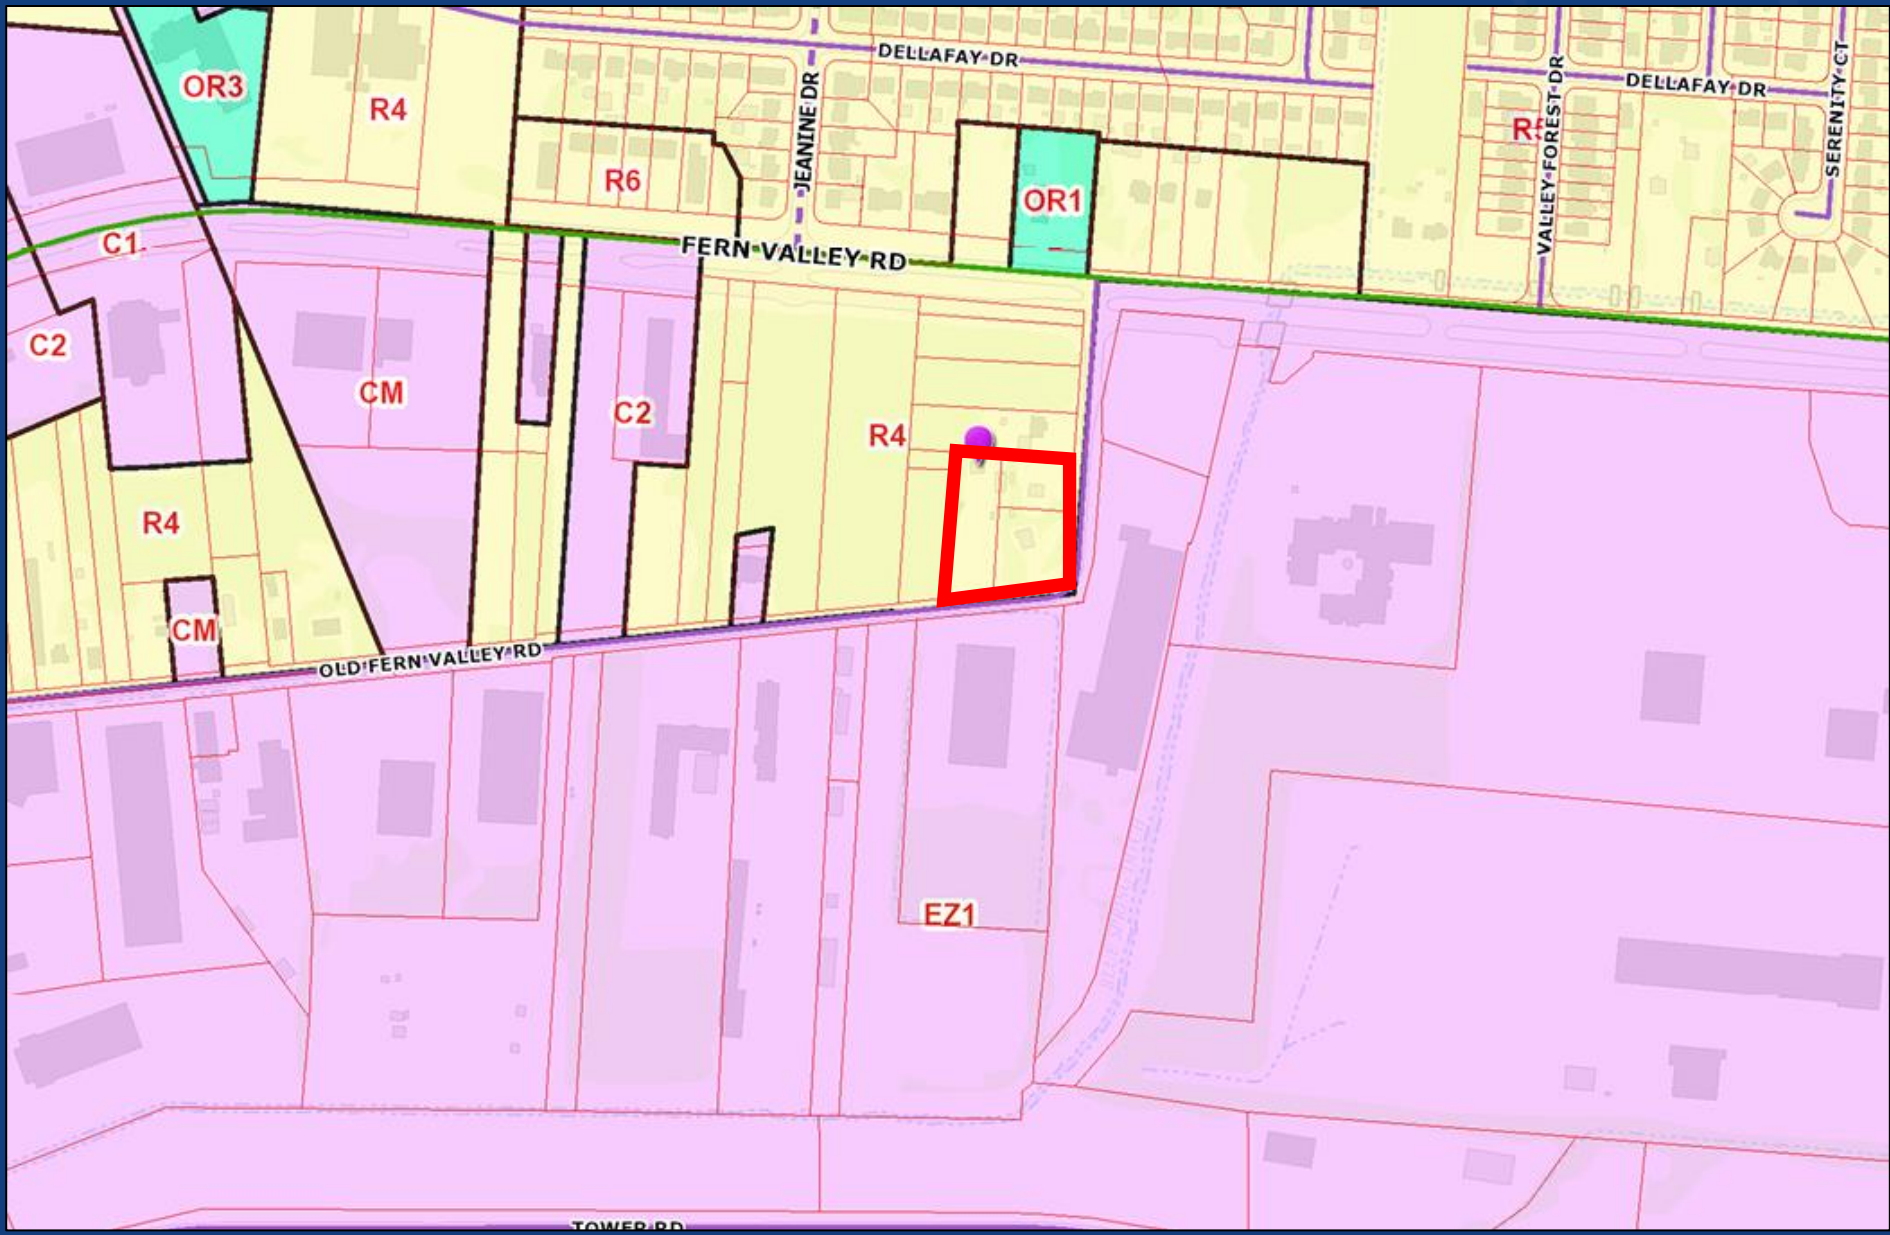 DELLAFAY DR
OR3
DELLAFAY DR
R4
JEANINE DR
VALLEY FOREST DR
SERENITY CT
R6
OR1
C1
FERN VALLEY RD
C2
CM
C2
R4
R4
CM
OLD FERN VALLEY RD
EZ1
TOWER RD